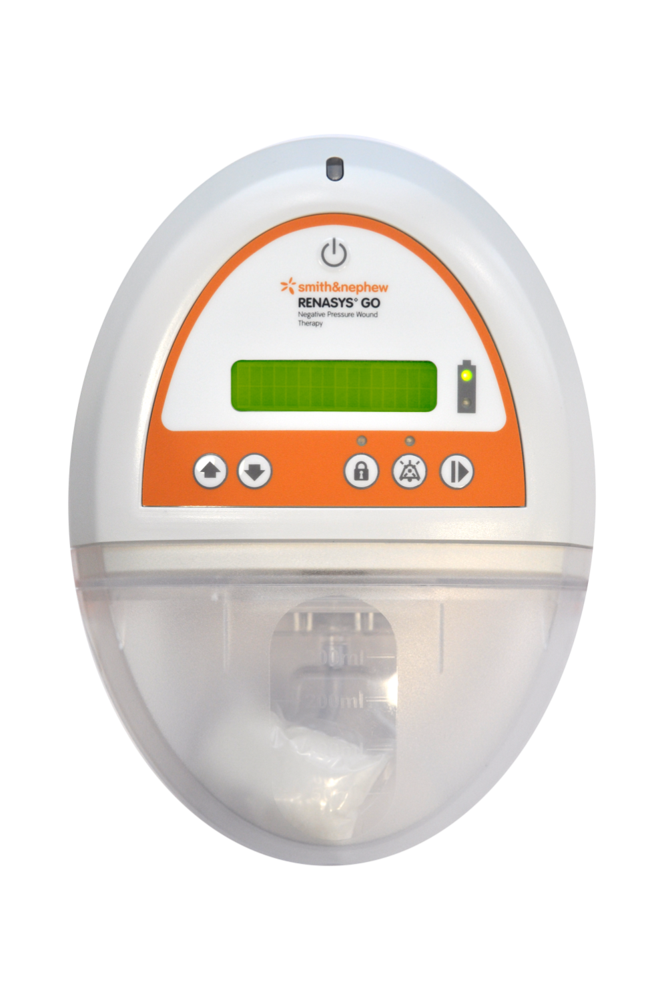 smith&nephew
RENASYS° GO
Negative Pressure Wound
Therapy
200ml